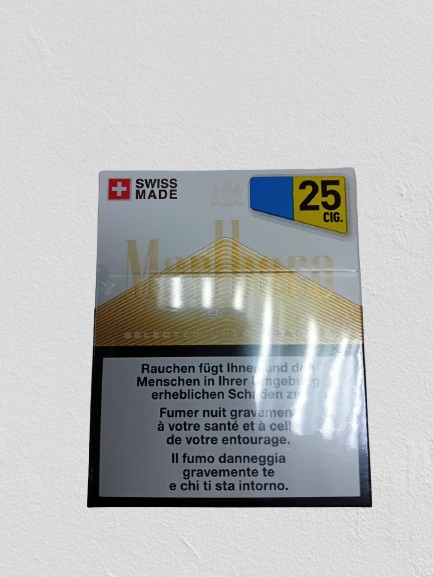 SWISS
MADE
25
CIG.
Marlboro
Rauchen fügt Ihnen und den
Menschen in Ihrer Umgebung
erheblichen Schaden zu.
Fumer nuit gravement
à votre santé et à celle
de votre entourage.
Il fumo danneggia
gravemente te
e chi ti sta intorno.